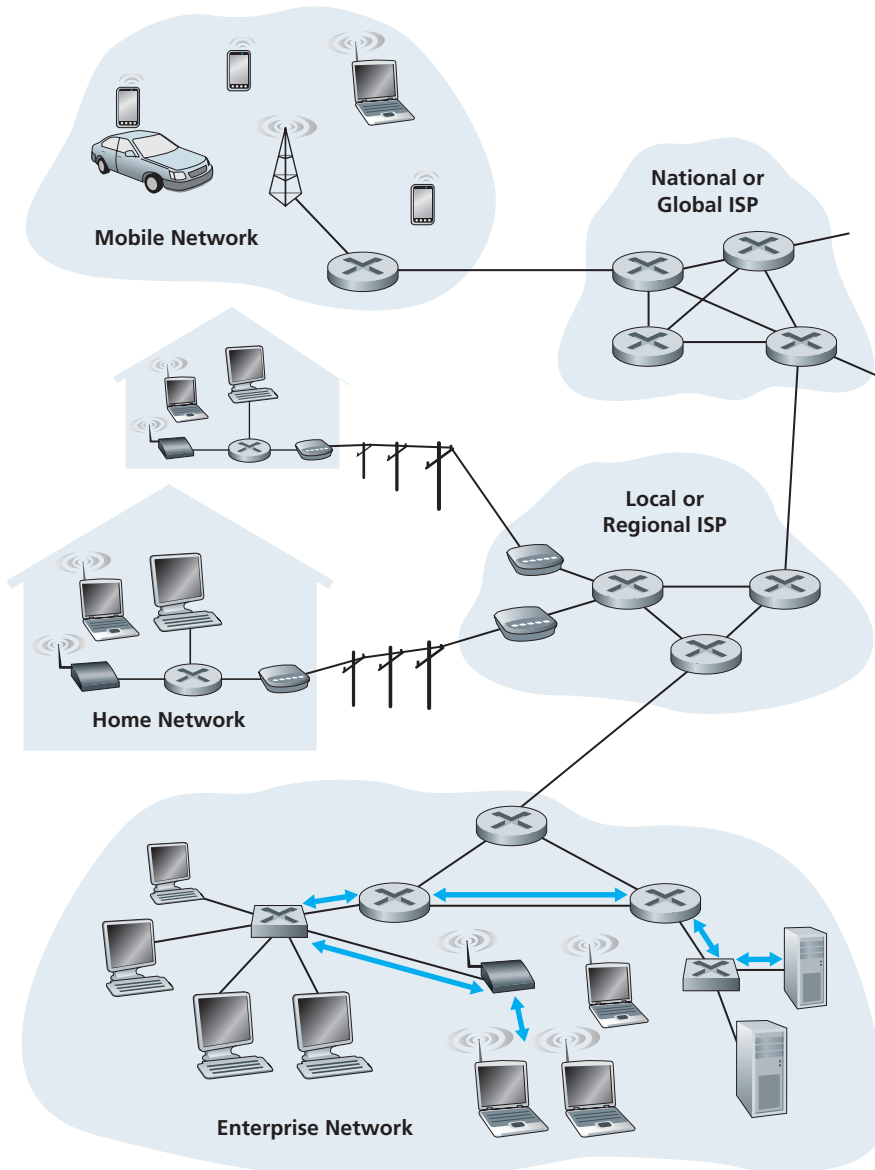 Mobile Network
National or
Global ISP
Local or
Regional ISP
Home Network
Enterprise Network